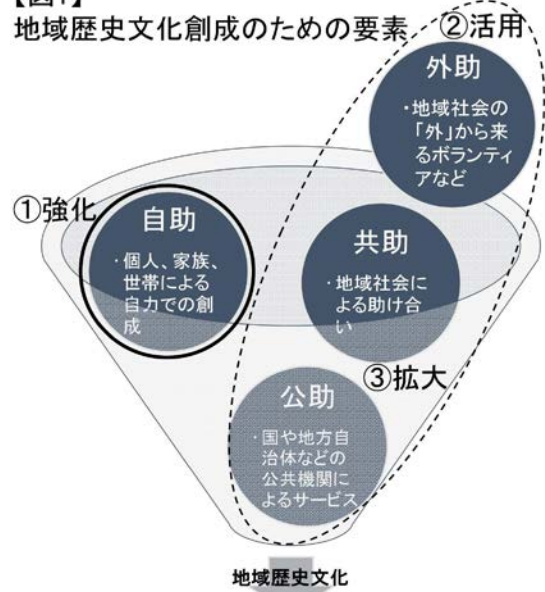 【図1】
地域歴史文化創成のための要素
②活用
外助
・地域社会の
「外」から来
るボランティ
アなど
①強化
自助
・個人、家族、
世帯による
自力での創
成
共助
・地域社会に
よる助け合
い
③拡大
公助
・国や地方自
治体などの
公共機関に
よるサービス
地域歴史文化